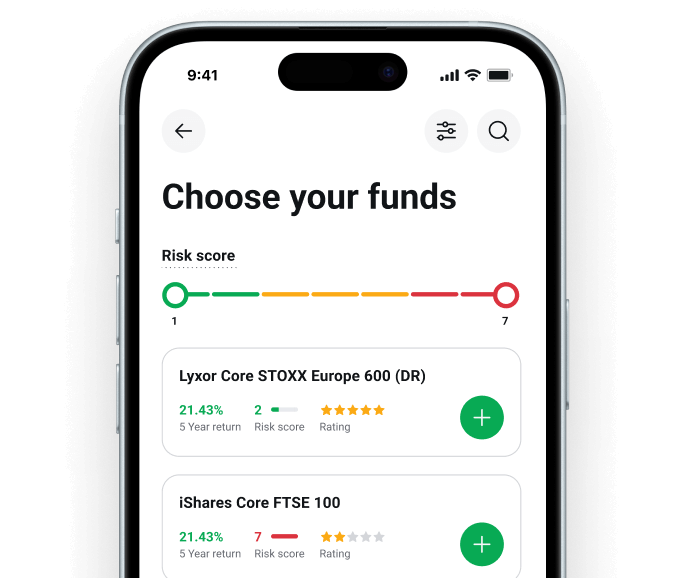 9:41
Choose your funds
Risk score
1 7
Lyxor Core STOXX Europe 600 (DR)
21.43% 2
5 Year return Risk score Rating
iShares Core FTSE 100
21.43% 7
5 Year return Risk score Rating